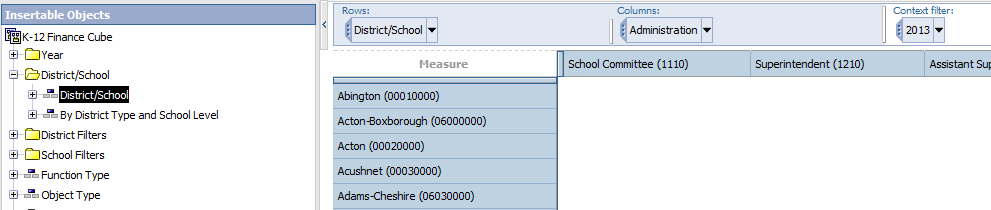 Insertable Objects
K-12 Finance Cube
Year
District/School
District/School
By District Type and School Level
District Filters
School Filters
Function Type
Object Type
Rows:
District/School
Columns:
Administration
Context filter:
2013
Measure
School Committee (1110)
Superintendent (1210)
Assistant Sup
Abington (00010000)
Acton-Boxborough (06000000)
Acton (00020000)
Acushnet (00030000)
Adams-Cheshire (06030000)